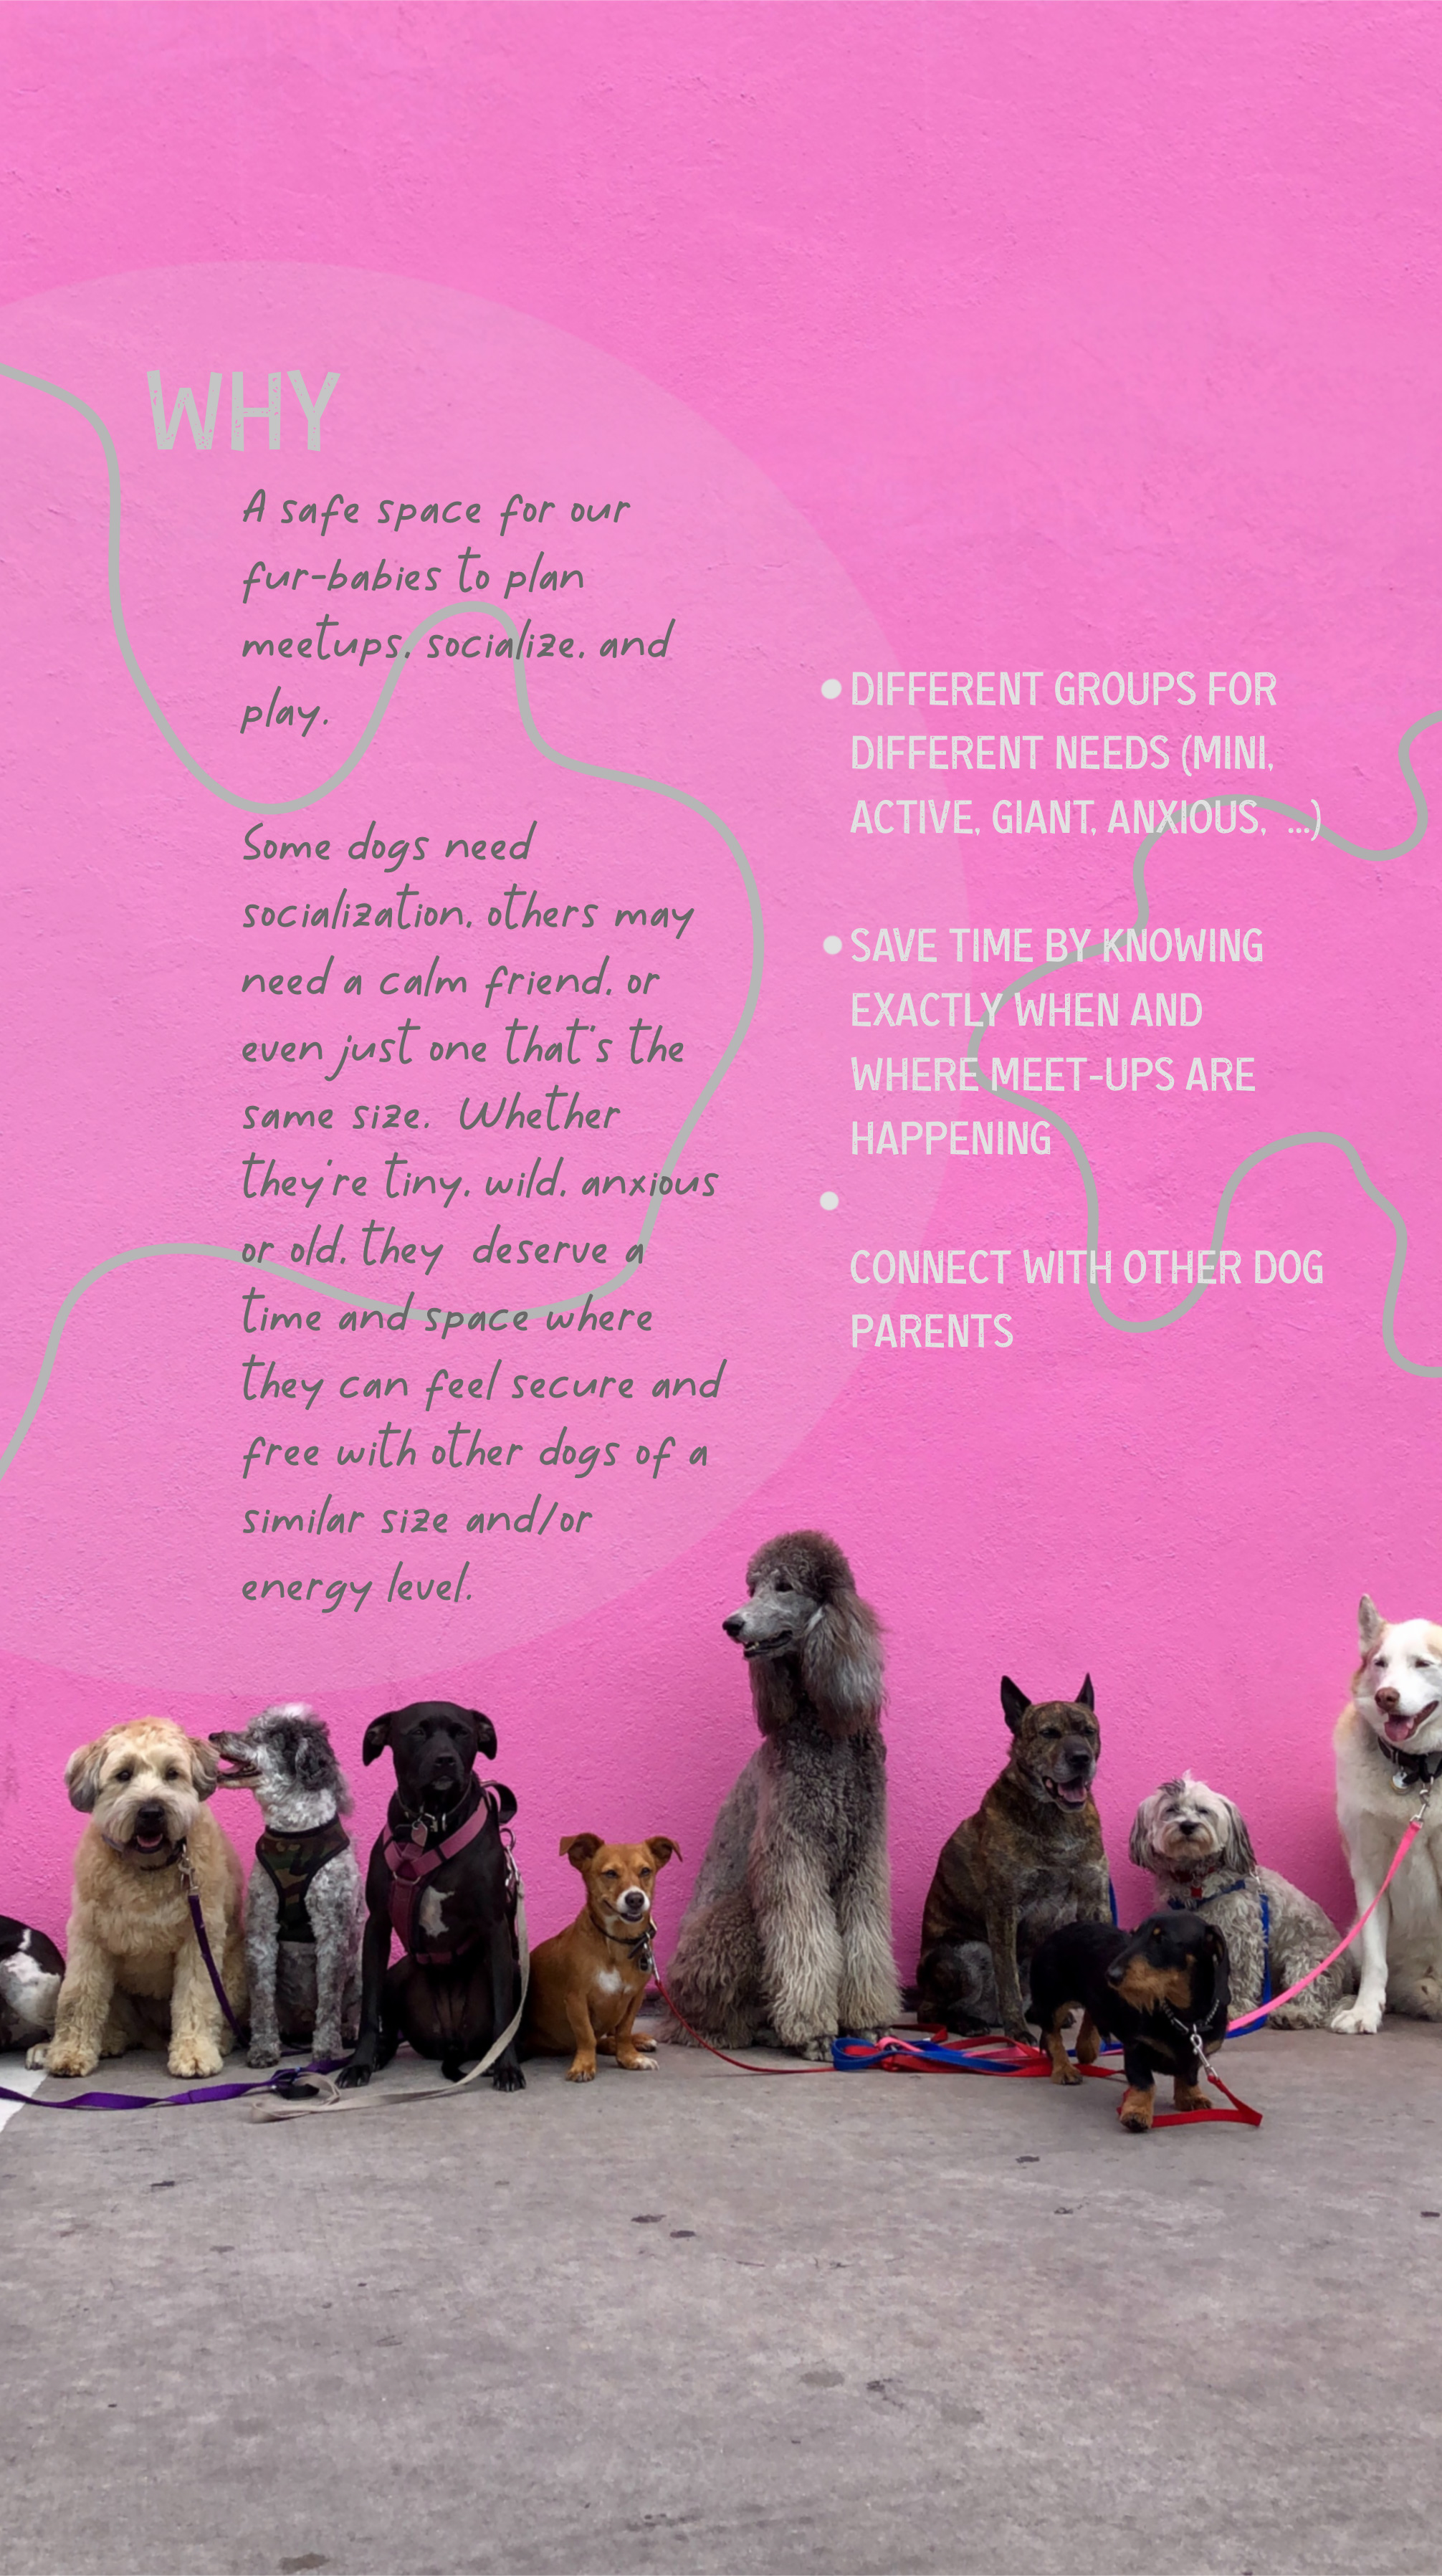 WHY
A safe space for our
fur-babies to plan
meetups, socialize, and
play.
Some dogs need
socialization, others may
need a calm friend, or
even just one that's the
same size.  Whether
they're tiny, wild, anxious
or old, they  deserve a
time and space where
they can feel secure and
free with other dogs of a
similar size and/or
energy level.
• DIFFERENT GROUPS FOR
DIFFERENT NEEDS (MINI,
ACTIVE, GIANT, ANXIOUS,  ...)
• SAVE TIME BY KNOWING
EXACTLY WHEN AND
WHERE MEET-UPS ARE
HAPPENING
•
CONNECT WITH OTHER DOG
PARENTS